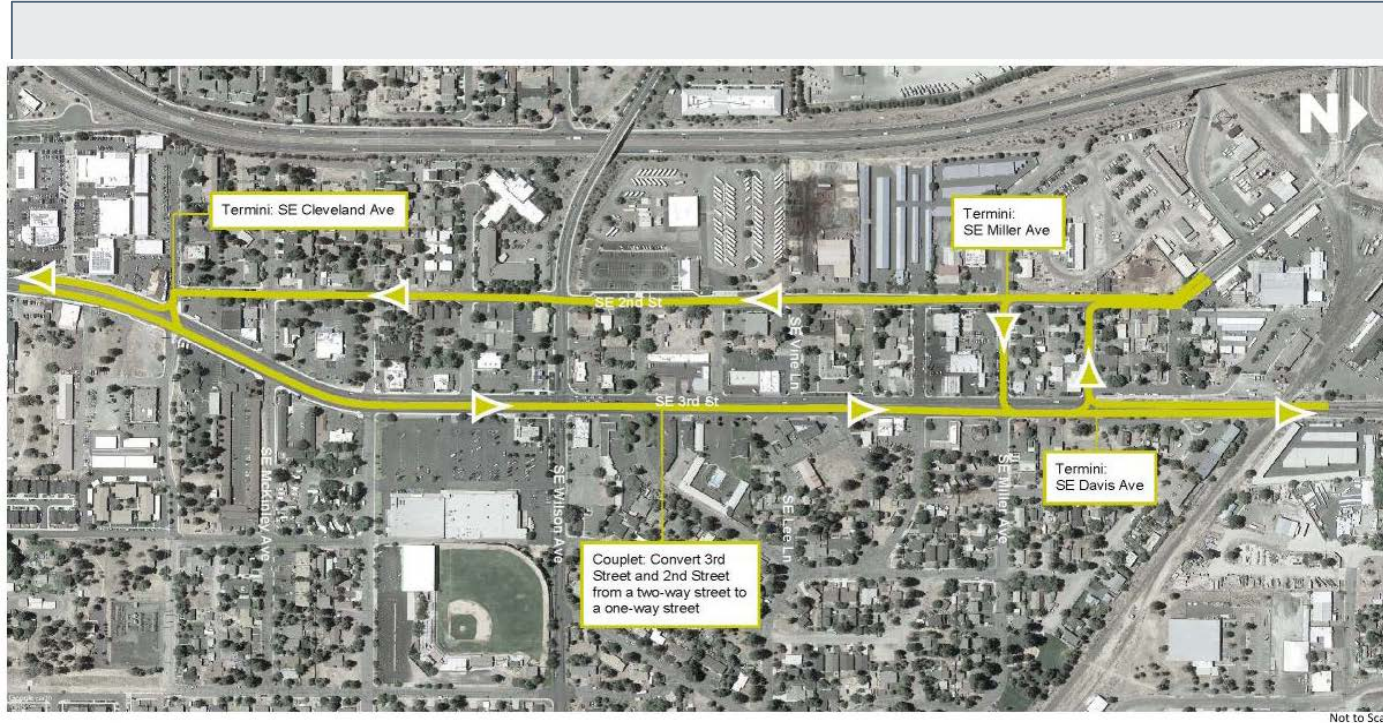 N
Termini: SE Cleveland Ave
Termini:
SE Miller Ave
SE 2nd St
SE Vine Ln
SE 3rd St
SE McKinley Ave
SE Wilson Ave
SE Lee Ln
SE Miller Ave
Termini:
SE Davis Ave
Couplet: Convert 3rd
Street and 2nd Street
from a two-way street to
a one-way street
Not to Sca